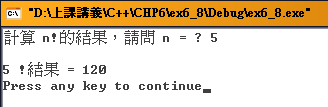 "D:\上課講義\C++\CHP6\ex6_8\Debug\ex6_8.exe"
計算 n!的結果，請問 n = ? 5
5 !結果 = 120
Press any key to continue